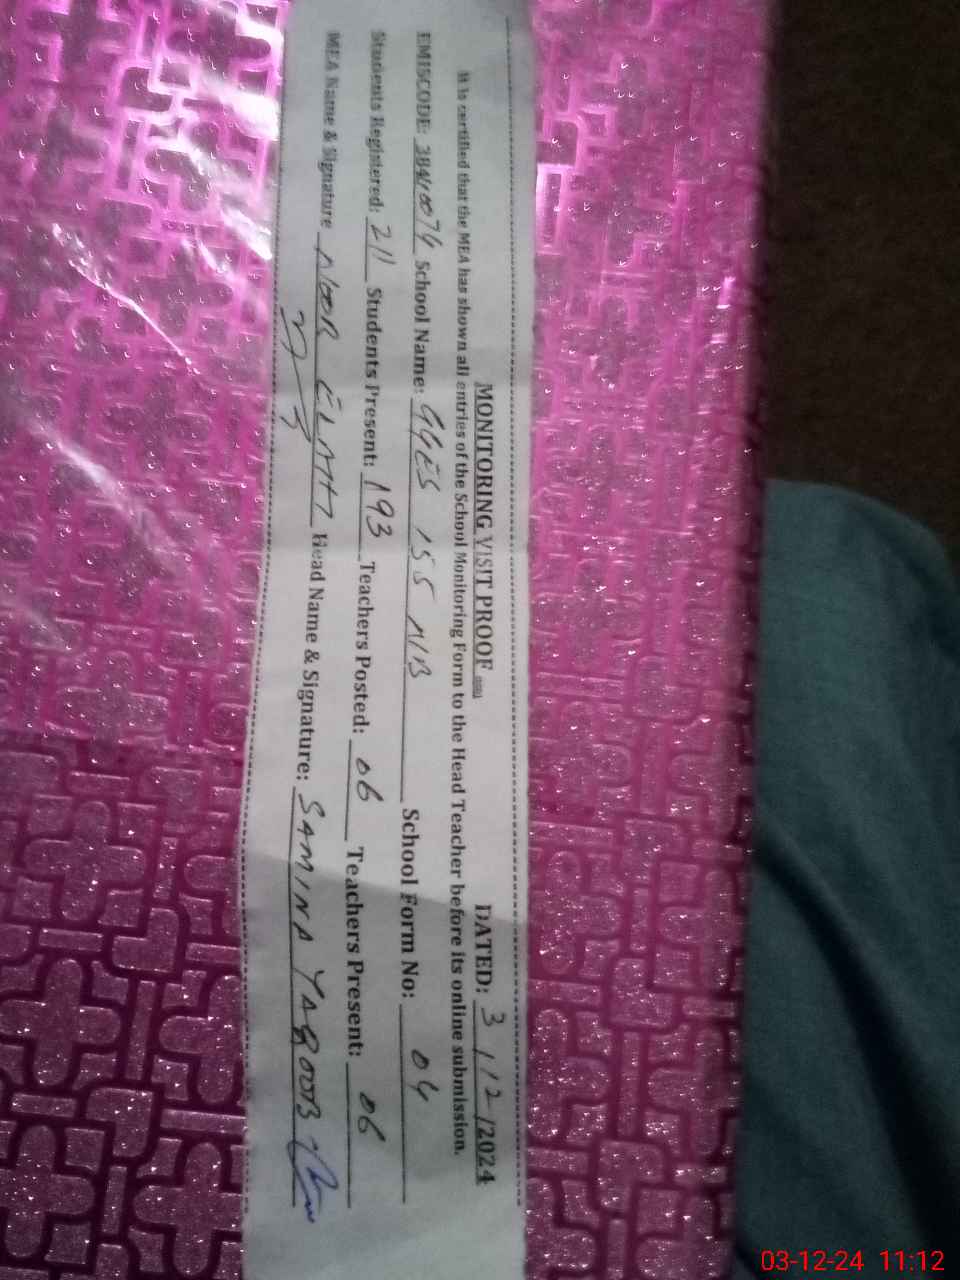 MONITORING VISIT PROOF DATED: 3/12/2024
It is certified that the MEA has shown all entries of the School Monitoring Form to the Head Teacher before its online submission.
EMISCODE: School Name: GGES 155 N/B School Form No: 04
Students Registered: 211 Students Present: 193 Teachers Posted: 06 Teachers Present: 06
MEA Name & Signature NOOR ELAHI Head Name & Signature: SAMINA YAQOOB
03-12-24 11:12